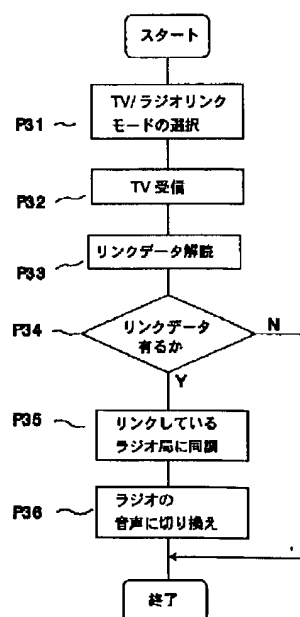 スタート
P31
TV/ラジオリンク
モードの選択
P32
TV 受信
P33
リンクデータ解読
P34
リンクデータ
有るか
N
Y
P35
リンクしている
ラジオ局に同調
P36
ラジオの
音声に切り換え
終了